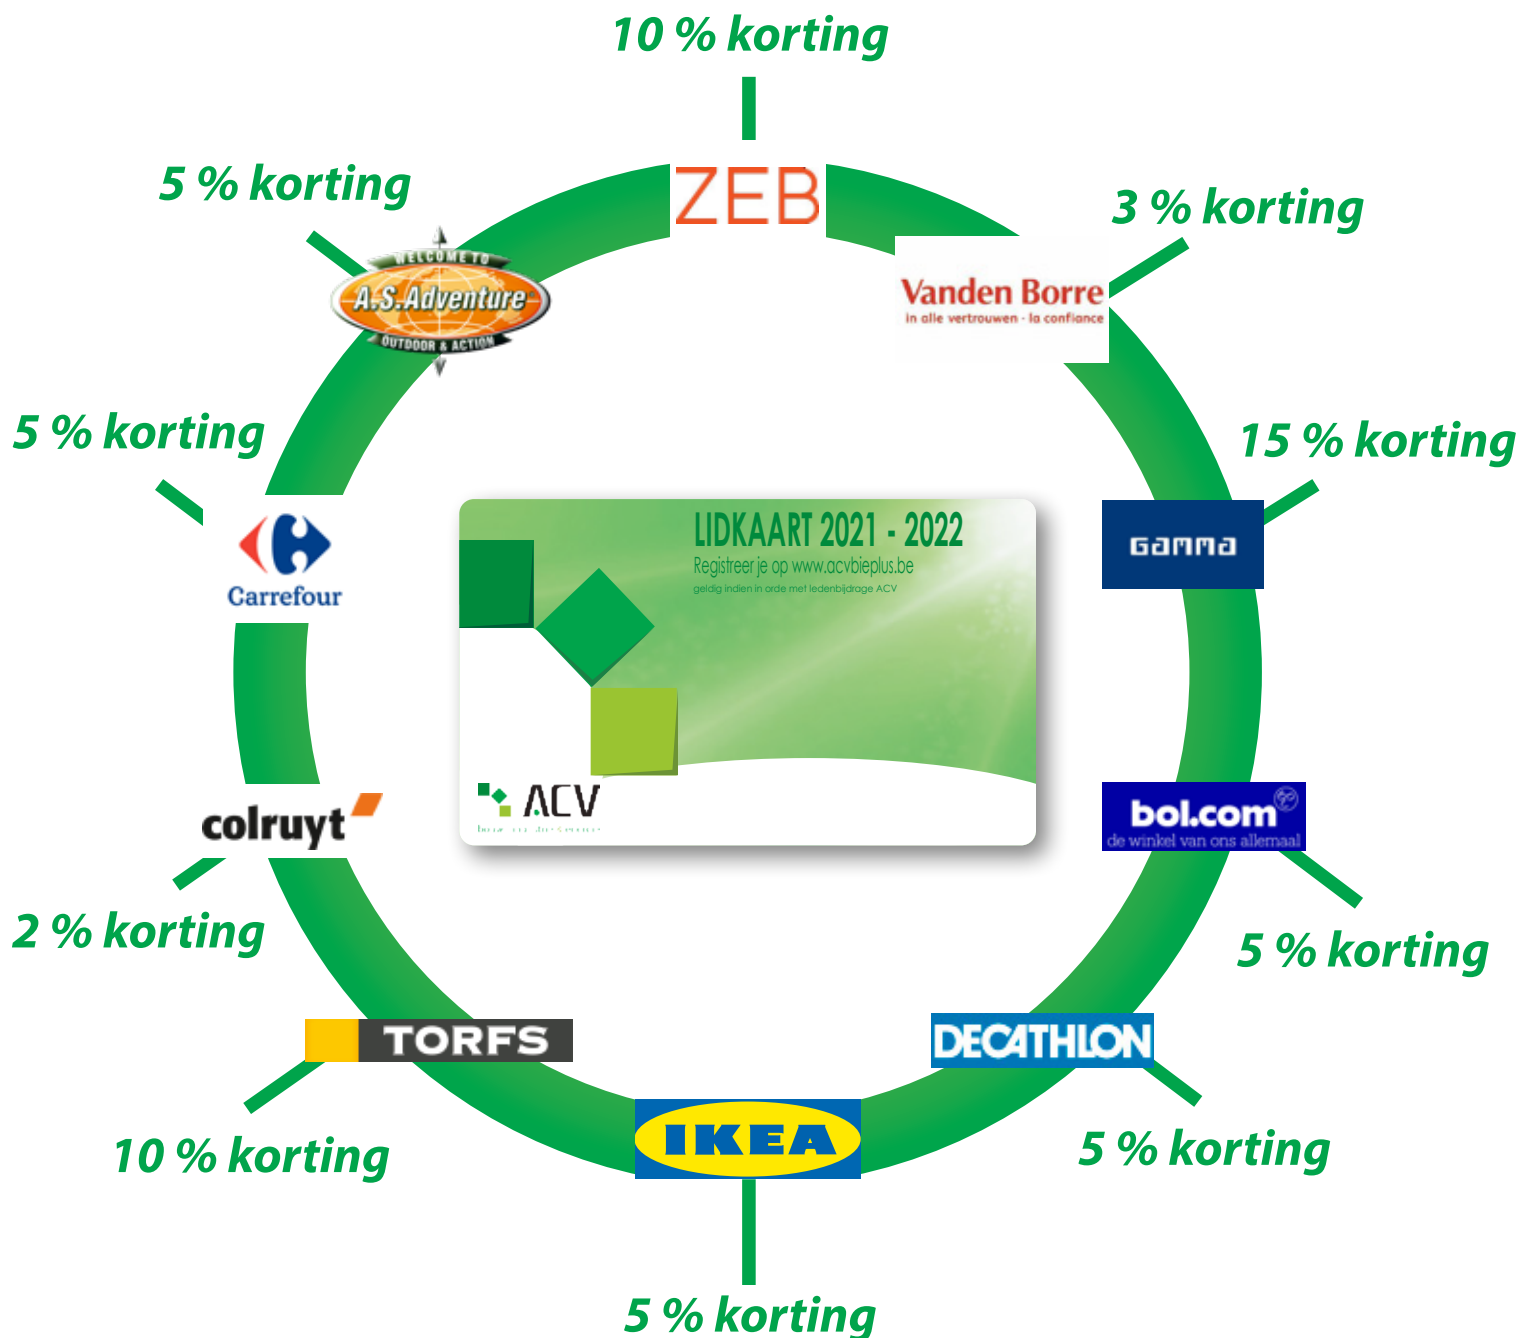 10 % korting
ZEB
5 % korting
WELCOME TO
A.S.Adventure
OUTDOOR & ACTION
3 % korting
Vanden Borre
in alle vertrouwen · la confiance
5 % korting
Carrefour
15 % korting
GAMMA
LIDKAART 2021 - 2022
Registreer je op www.acvbieplus.be
geldig indien in orde met ledenbijdrage ACV
ACV
colruyt
2 % korting
bol.com
de winkel van ons allemaal
5 % korting
TORFS
10 % korting
DECATHLON
5 % korting
IKEA
5 % korting